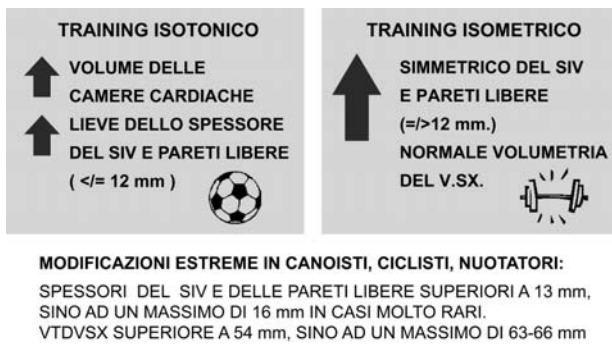 TRAINING ISOTONICO
VOLUME DELLE
CAMERE CARDIACHE
LIEVE DELLO SPESSORE
DEL SIV E PARETI LIBERE
( </= 12 mm )
TRAINING ISOMETRICO
SIMMETRICO DEL SIV
E PARETI LIBERE
(=/>12 mm.)
NORMALE VOLUMETRIA
DEL V.SX.
MODIFICAZIONI ESTREME IN CANOISTI, CICLISTI, NUOTATORI:
SPESSORI DEL SIV E DELLE PARETI LIBERE SUPERIORI A 13 mm,
SINO AD UN MASSIMO DI 16 mm IN CASI MOLTO RARI.
VTDVSX SUPERIORE A 54 mm, SINO AD UN MASSIMO DI 63-66 mm